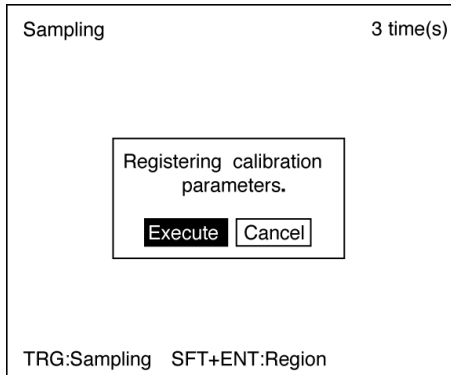 Sampling 3 time(s)
Registering calibration
parameters.
Execute Cancel
TRG:Sampling SFT+ENT:Region